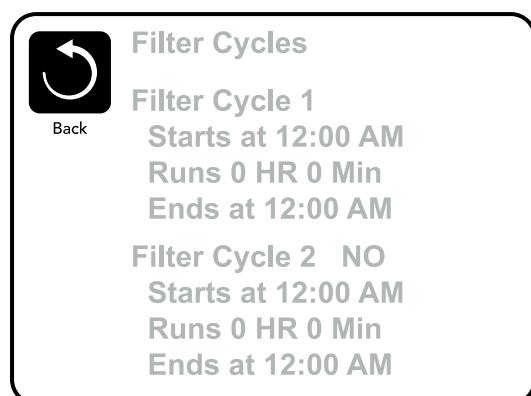 Filter Cycles
Back
Filter Cycle 1
Starts at 12:00 AM
Runs 0 HR 0 Min
Ends at 12:00 AM
Filter Cycle 2 NO
Starts at 12:00 AM
Runs 0 HR 0 Min
Ends at 12:00 AM